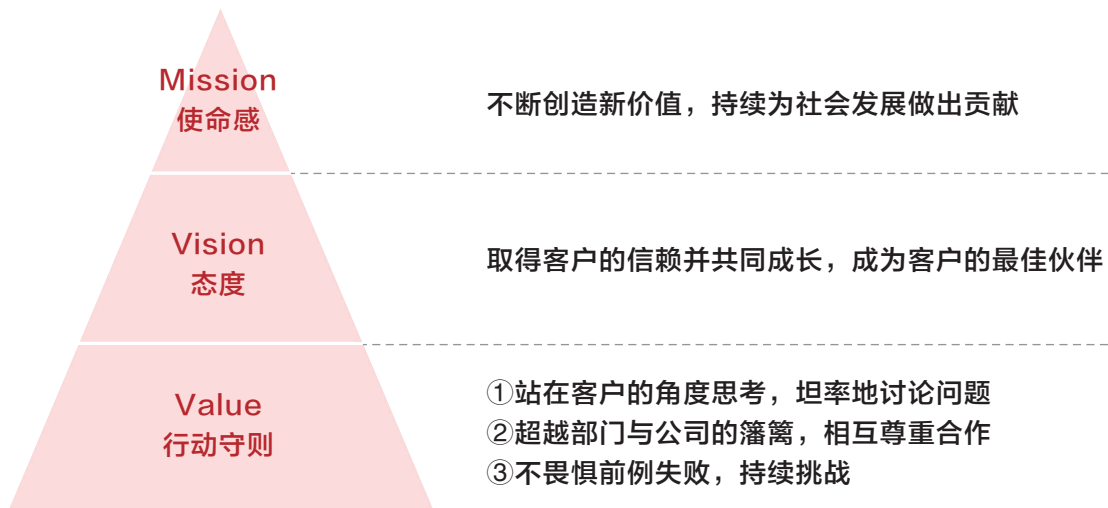 Mission
使命感
不断创造新价值，持续为社会发展做出贡献
Vision
态度
取得客户的信赖并共同成长，成为客户的最佳伙伴
Value
行动守则
①站在客户的角度思考，坦率地讨论问题
②超越部门与公司的籓篱，相互尊重合作
③不畏惧前例失败，持续挑战